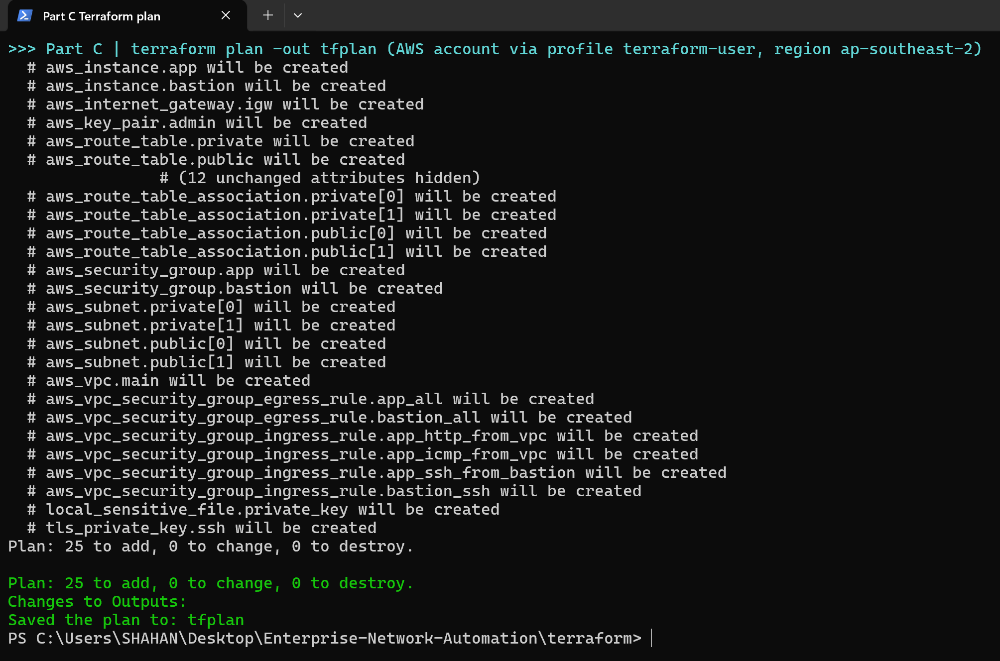 Part C Terraform plan
>>> Part C | terraform plan -out tfplan (AWS account via profile terraform-user, region ap-southeast-2)
# aws_instance.app will be created
# aws_instance.bastion will be created
# aws_internet_gateway.igw will be created
# aws_key_pair.admin will be created
# aws_route_table.private will be created
# aws_route_table.public will be created
# (12 unchanged attributes hidden)
# aws_route_table_association.private[0] will be created
# aws_route_table_association.private[1] will be created
# aws_route_table_association.public[0] will be created
# aws_route_table_association.public[1] will be created
# aws_security_group.app will be created
# aws_security_group.bastion will be created
# aws_subnet.private[0] will be created
# aws_subnet.private[1] will be created
# aws_subnet.public[0] will be created
# aws_subnet.public[1] will be created
# aws_vpc.main will be created
# aws_vpc_security_group_egress_rule.app_all will be created
# aws_vpc_security_group_egress_rule.bastion_all will be created
# aws_vpc_security_group_ingress_rule.app_http_from_vpc will be created
# aws_vpc_security_group_ingress_rule.app_icmp_from_vpc will be created
# aws_vpc_security_group_ingress_rule.app_ssh_from_bastion will be created
# aws_vpc_security_group_ingress_rule.bastion_ssh will be created
# local_sensitive_file.private_key will be created
# tls_private_key.ssh will be created
Plan: 25 to add, 0 to change, 0 to destroy.
Plan: 25 to add, 0 to change, 0 to destroy.
Changes to Outputs:
Saved the plan to: tfplan
PS C:\Users\SHAHAN\Desktop\Enterprise-Network-Automation\terraform>